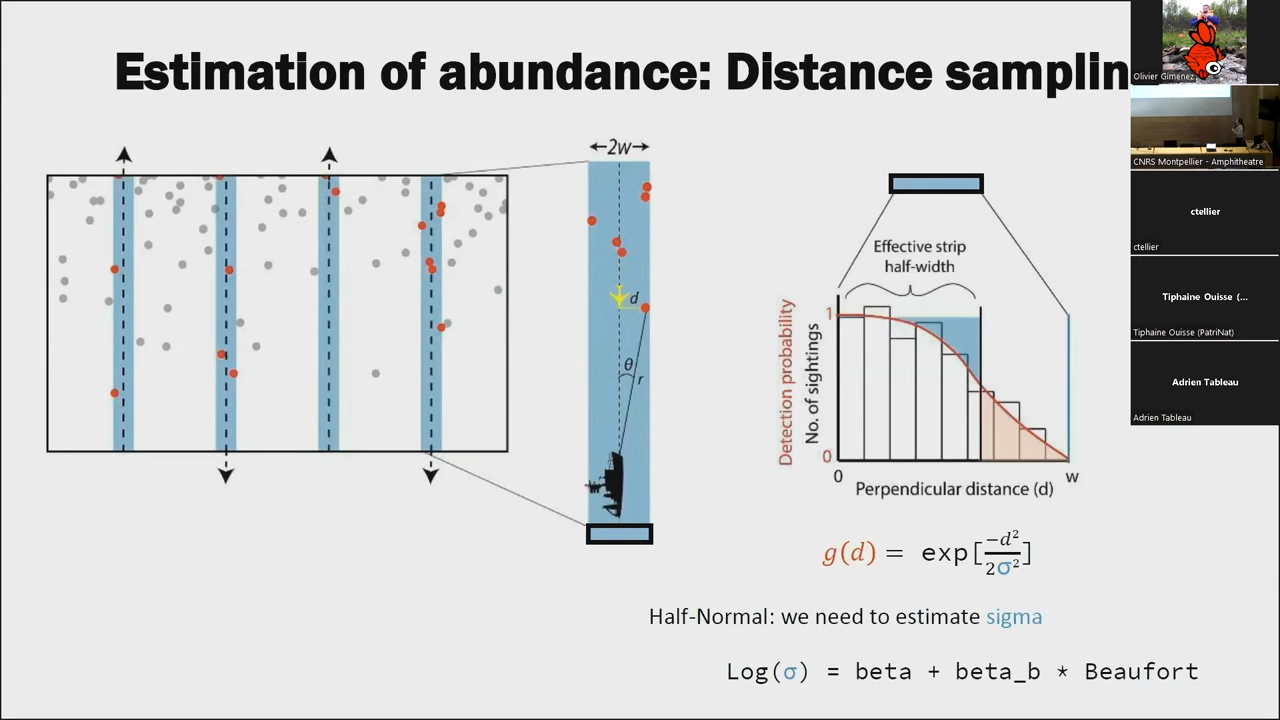 Estimation of abundance: Distance samplin
2w
d
θ
r
Effective strip
half-width
Detection probability
No. of sightings
1
0
0
w
Perpendicular distance (d)
g(d) = exp[-d²/2σ²]
Half-Normal: we need to estimate sigma
Log(σ) = beta + beta_b * Beaufort
Olivier Gimenez
CNRS Montpellier - Amphitheatre
ctellier
ctellier
Tiphaine Ouisse (...
Tiphaine Ouisse (PatriNat)
Adrien Tableau
Adrien Tableau